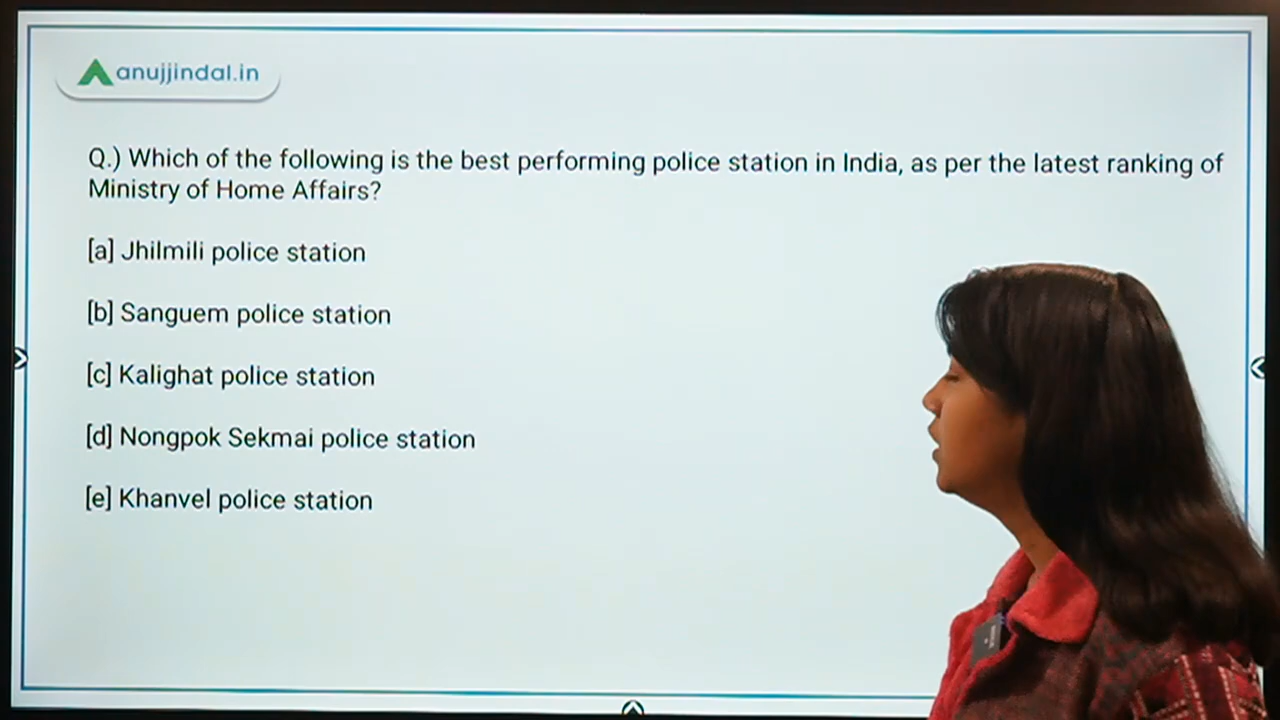 anujjindal.in
Q.) Which of the following is the best performing police station in India, as per the latest ranking of
Ministry of Home Affairs?
[a] Jhilmili police station
[b] Sanguem police station
[c] Kalighat police station
[d] Nongpok Sekmai police station
[e] Khanvel police station